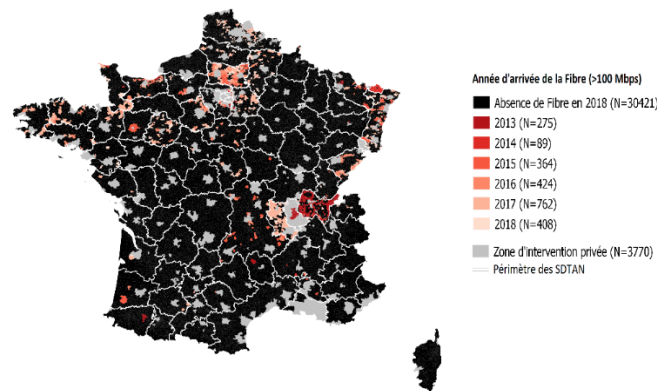 Année d'arrivée de la Fibre (>100 Mbps)
Absence de Fibre en 2018 (N=30421)
2013 (N=275)
2014 (N=89)
2015 (N=364)
2016 (N=424)
2017 (N=762)
2018 (N=408)
Zone d'intervention privée (N=3770)
Périmètre des SDTAN